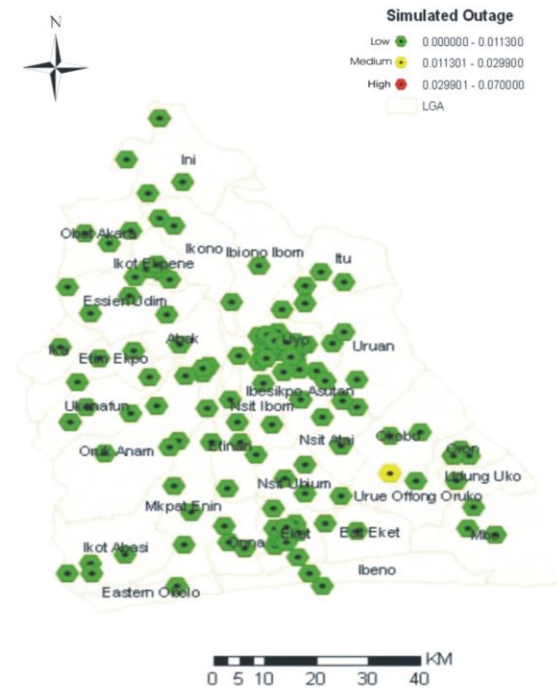 N
Simulated Outage
Low 0.000000 - 0.011300
Medium 0.011301 - 0.029900
High 0.029901 - 0.070000
LGA
Ini
Obot Akara
Ikono
Ibiono Ibom
Itu
Ikot Ekpene
Essien Udim
Abak
Uyo
Uruan
Ika
Etim Ekpo
Ibesikpo Asutan
Ukanafun
Nsit Ibom
Okobo
Nsit Atai
Etinan
Oruk Anam
Oron
Udung Uko
Nsit Ubium
Urue Offong Oruko
Mkpat Enin
Onna
Eket
Esit Eket
Mbo
Ikot Abasi
Ibeno
Eastern Obolo
KM
0 5 10 20 30 40